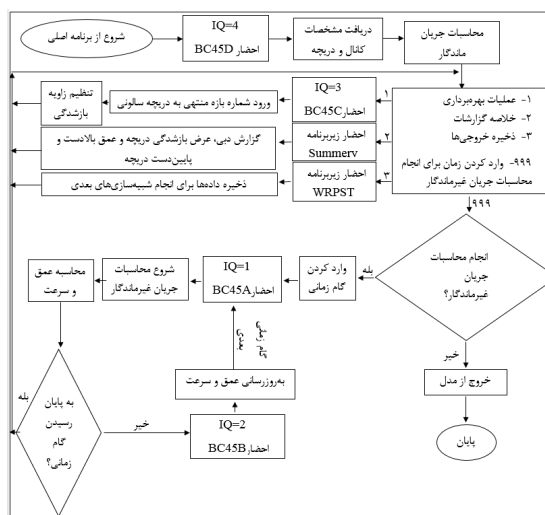 شروع از برنامه اصلی
IQ=4
احضار BC45D
دریافت مشخصات
کانال و دریچه
محاسبات جریان
ماندگار
۱- عملیات بهره‌برداری
۲- خلاصه گزارشات
۳- ذخیره خروجی‌ها
۹۹۹- وارد کردن زمان برای انجام
محاسبات جریان غیرماندگار
۱
IQ=3
احضار BC45C
ورود شماره بازه منتهی به دریچه سالونی
تنظیم زاویه
بازشدگی
۲
احضار زیربرنامه
Summerv
گزارش دبی، عرض بازشدگی دریچه و عمق بالادست و
پایین‌دست دریچه
۳
احضار زیربرنامه
WRPST
ذخیره داده‌ها برای انجام شبیه‌سازی‌های بعدی
۹۹۹
انجام محاسبات
جریان
غیرماندگار؟
بله
وارد کردن
گام زمانی
IQ=1
احضار BC45A
شروع محاسبات
جریان غیرماندگار
محاسبه عمق
و سرعت
به پایان
رسیدن
گام
زمانی؟
بله
خیر
IQ=2
احضار BC45B
به‌روزرسانی عمق و سرعت
گام زمانی
بعدی
خیر
خروج از مدل
پایان